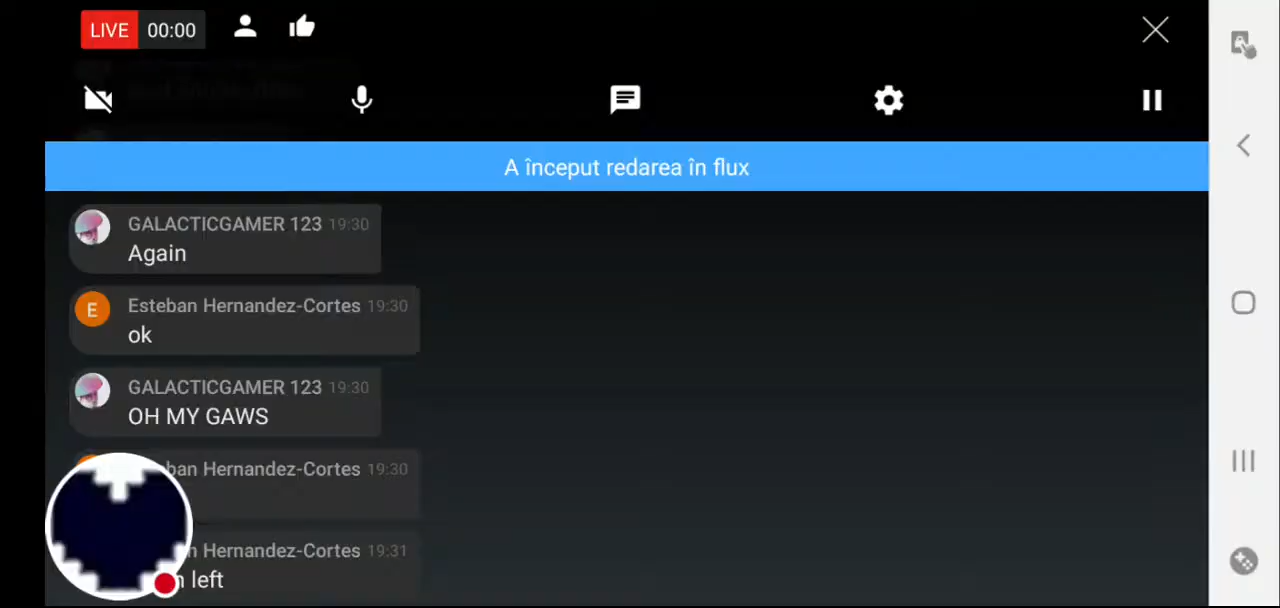 LIVE 00:00
A început redarea în flux
GALACTICGAMER 123 19:30
Again
E Esteban Hernandez-Cortes 19:30
ok
GALACTICGAMER 123 19:30
OH MY GAWS
Hernandez-Cortes 19:30
Hernandez-Cortes 19:31
left